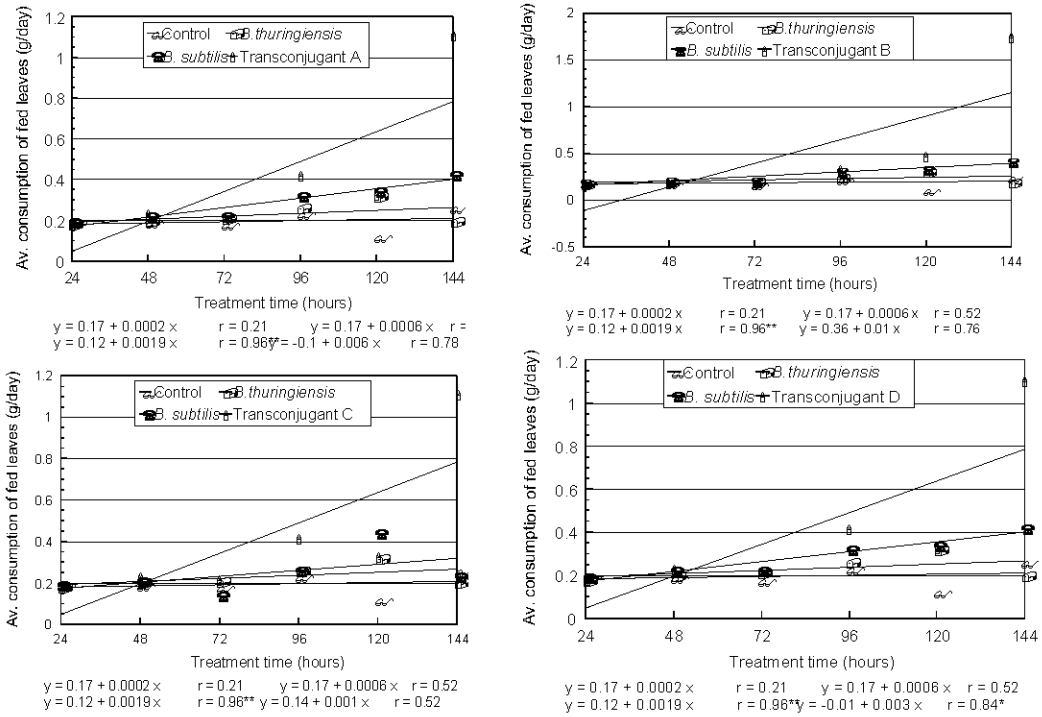 Av. consumption of fed leaves (g/day)
1.2
1
0.8
0.6
0.4
0.2
0
Control B.thuringiensis
B. subtilis Transconjugant A
24 48 72 96 120 144
Treatment time (hours)
y = 0.17 + 0.0002 x r = 0.21 y = 0.17 + 0.0006 x r =
y = 0.12 + 0.0019 x r = 0.96** y = -0.1 + 0.006 x r = 0.78
Av. consumption of fed leaves (g/day)
2
1.5
1
0.5
0
-0.5
Control B.thuringiensis
B. subtilis Transconjugant B
24 48 72 96 120 144
Treatment time (hours)
y = 0.17 + 0.0002 x r = 0.21 y = 0.17 + 0.0006 x r = 0.52
y = 0.12 + 0.0019 x r = 0.96** y = 0.36 + 0.01 x r = 0.76
Av. consumption of fed leaves (g/day)
1.2
1
0.8
0.6
0.4
0.2
0
Control B.thuringiensis
B. subtilis Transconjugant C
24 48 72 96 120 144
Treatment time (hours)
y = 0.17 + 0.0002 x r = 0.21 y = 0.17 + 0.0006 x r = 0.52
y = 0.12 + 0.0019x r = 0.96** y = 0.14 + 0.001 x r = 0.52
Av. consumption of fed leaves (g/day)
1.2
1
0.8
0.6
0.4
0.2
0
Control B.thuringiensis
B. subtilis Transconjugant D
24 48 72 96 120 144
Treatment time (hours)
y = 0.17 + 0.0002 x r = 0.21 y = 0.17 + 0.0006 x r = 0.52
y = 0.12 + 0.0019 x r = 0.96** y = -0.01 + 0.003 x r = 0.84*